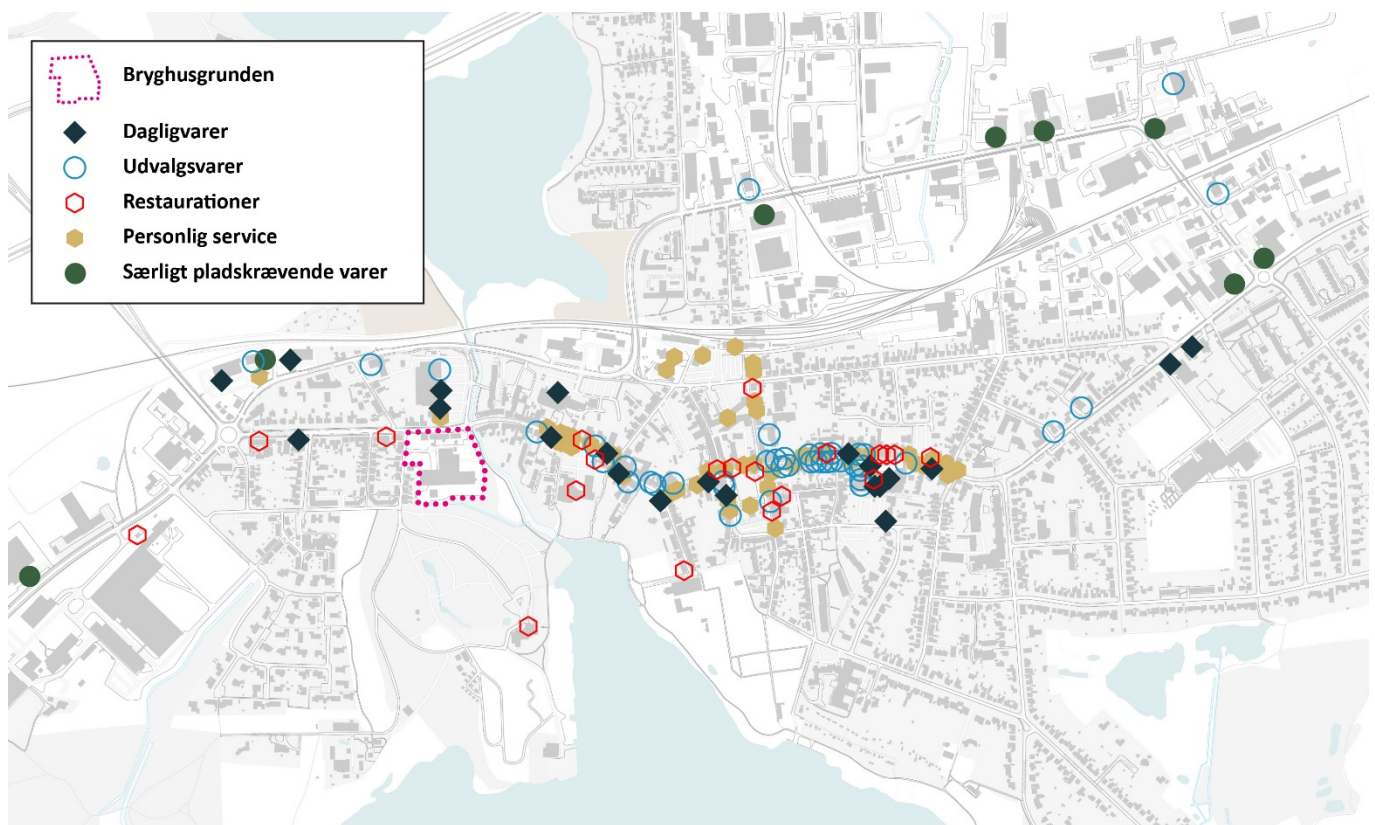 Bryghusgrunden
Dagligvarer
Udvalgsvarer
Restaurationer
Personlig service
Særligt pladskrævende varer